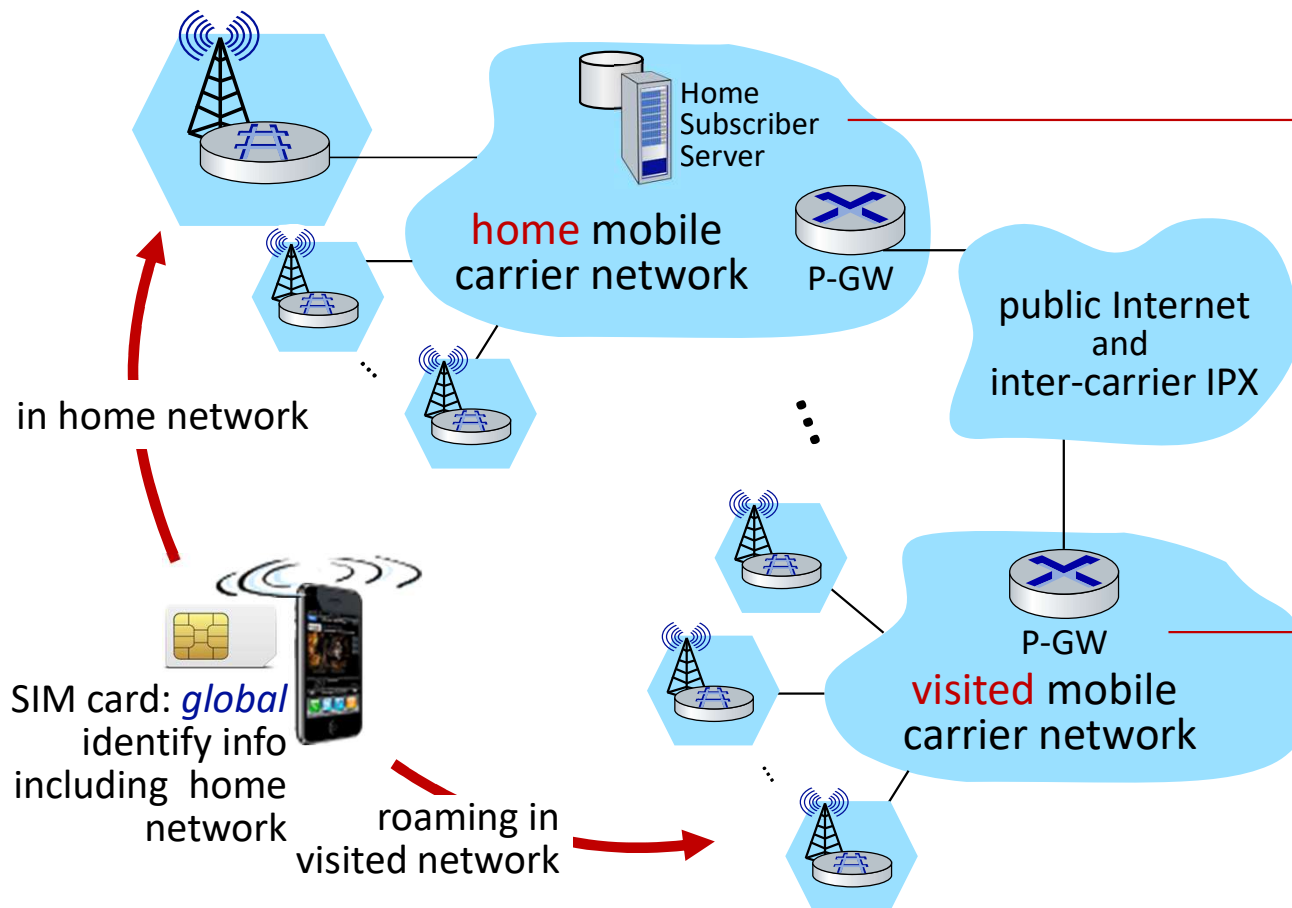 Home
Subscriber
Server
home mobile
carrier network
P-GW
public Internet
and
inter-carrier IPX
in home network
P-GW
visited mobile
carrier network
SIM card: global
identify info
including home
network
roaming in
visited network